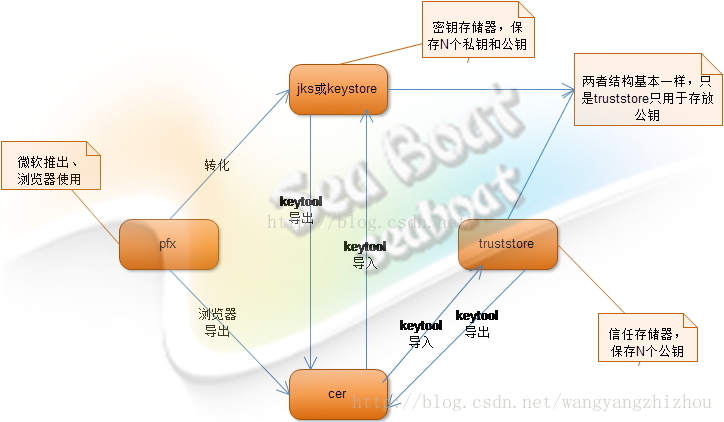 密钥存储器，保
存N个私钥和公钥
jks或keystore
两者结构基本一样，只
是truststore只用于存放
公钥
微软推出、
浏览器使用
转化
Sea Boat
seaboat
keytool
导出
http://blog.csdn.net
pfx
keytool
导入
truststore
浏览器
导出
keytool
导入
keytool
导出
信任存储器，
保存N个公钥
cer
http://blog.csdn.net/wangyangzhizhou